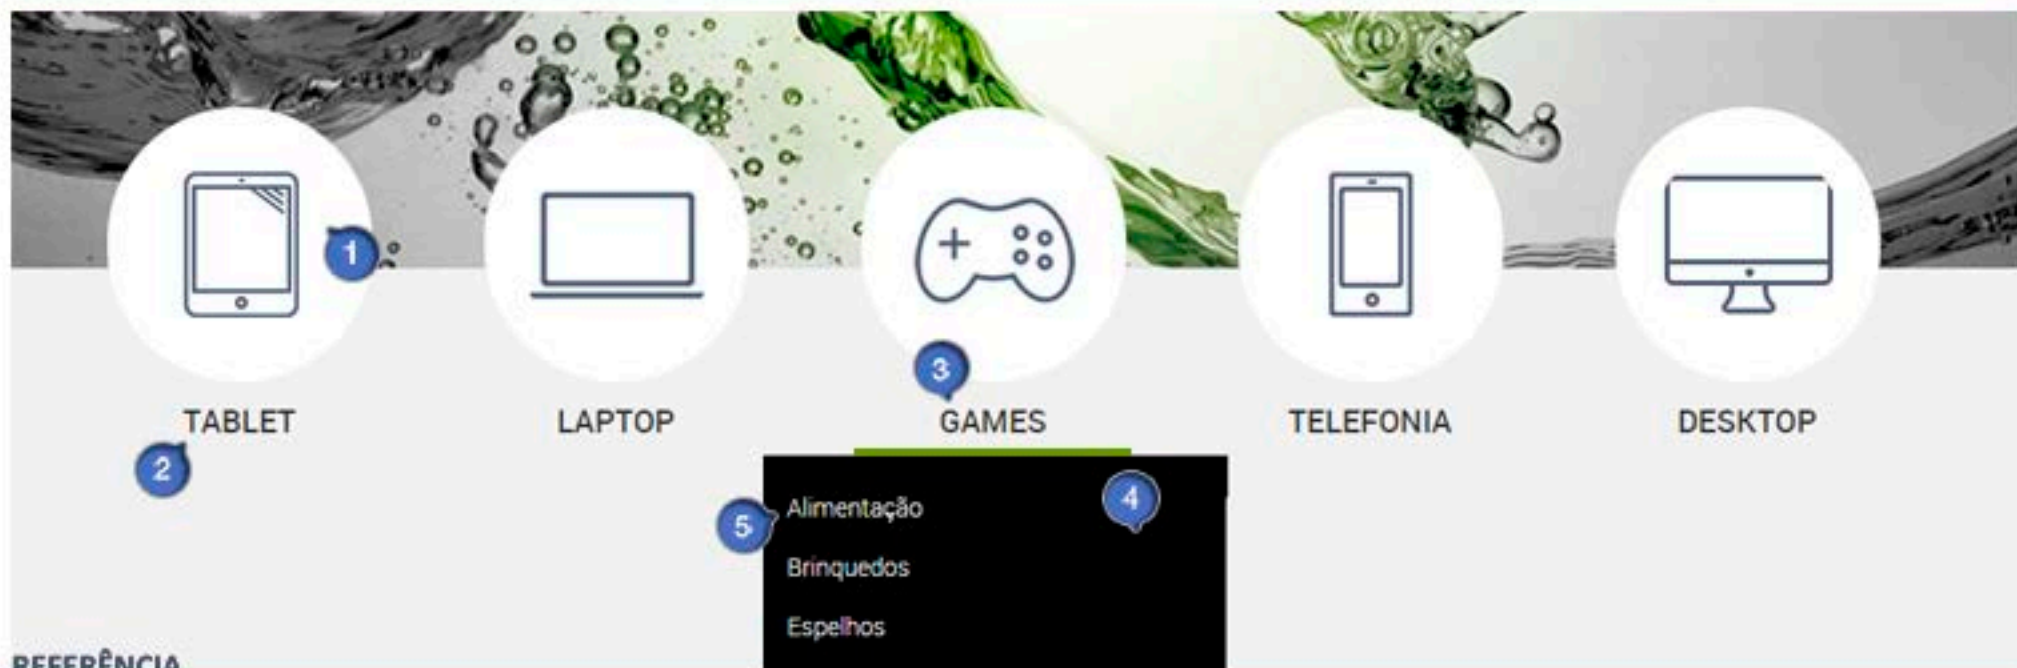 1
TABLET
LAPTOP
3
GAMES
TELEFONIA
DESKTOP
2
4
5
Alimentação
Brinquedos
Espelhos
REFERÊNCIA